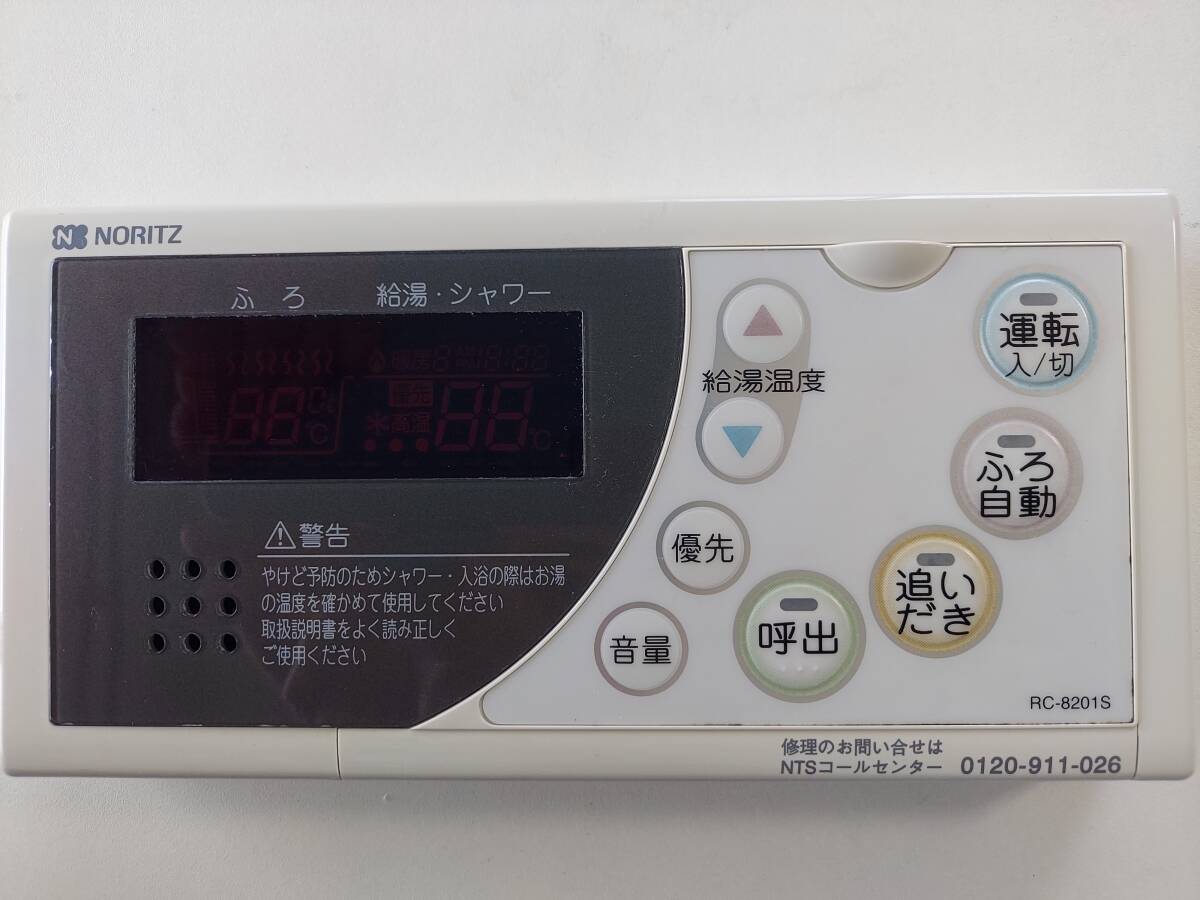 NORITZ
ふろ 給湯・シャワー
優先
高温
℃ ℃
警告
やけど予防のためシャワー・入浴の際はお湯
の温度を確かめて使用してください
取扱説明書をよく読み正しく
ご使用ください
給湯温度
運転
入/切
ふろ
自動
追い
だき
優先
呼出
音量
RC-8201S
修理のお問い合せは
NTSコールセンター 0120-911-026